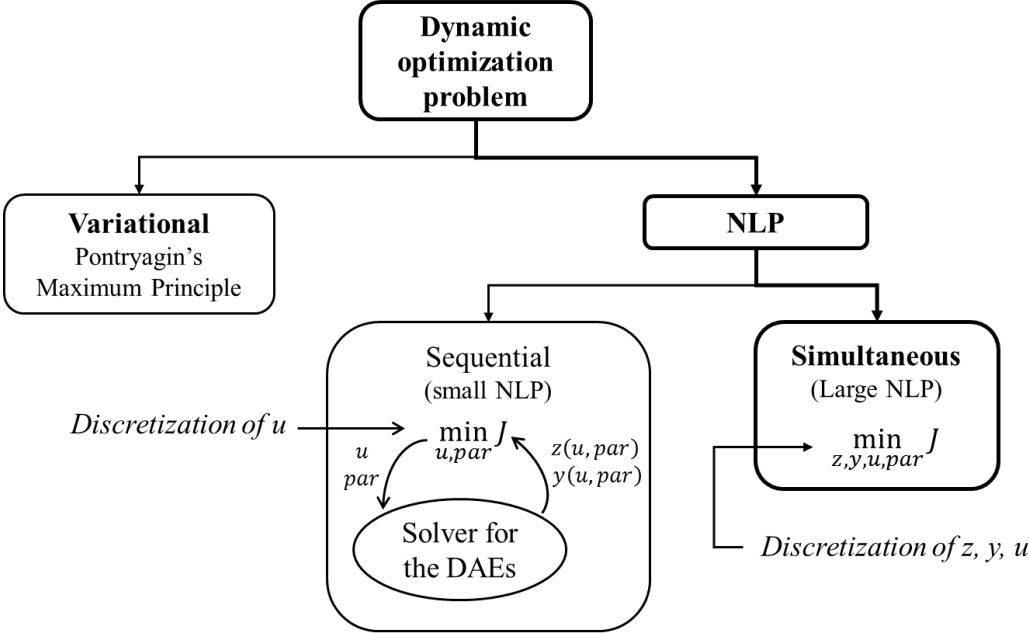 Dynamic
optimization
problem
Variational
Pontryagin's
Maximum Principle
NLP
Sequential
(small NLP)
Discretization of u
min J
u,par
u
par
z(u, par)
y(u, par)
Solver for
the DAEs
Simultaneous
(Large NLP)
min J
z,y,u,par
Discretization of z, y, u